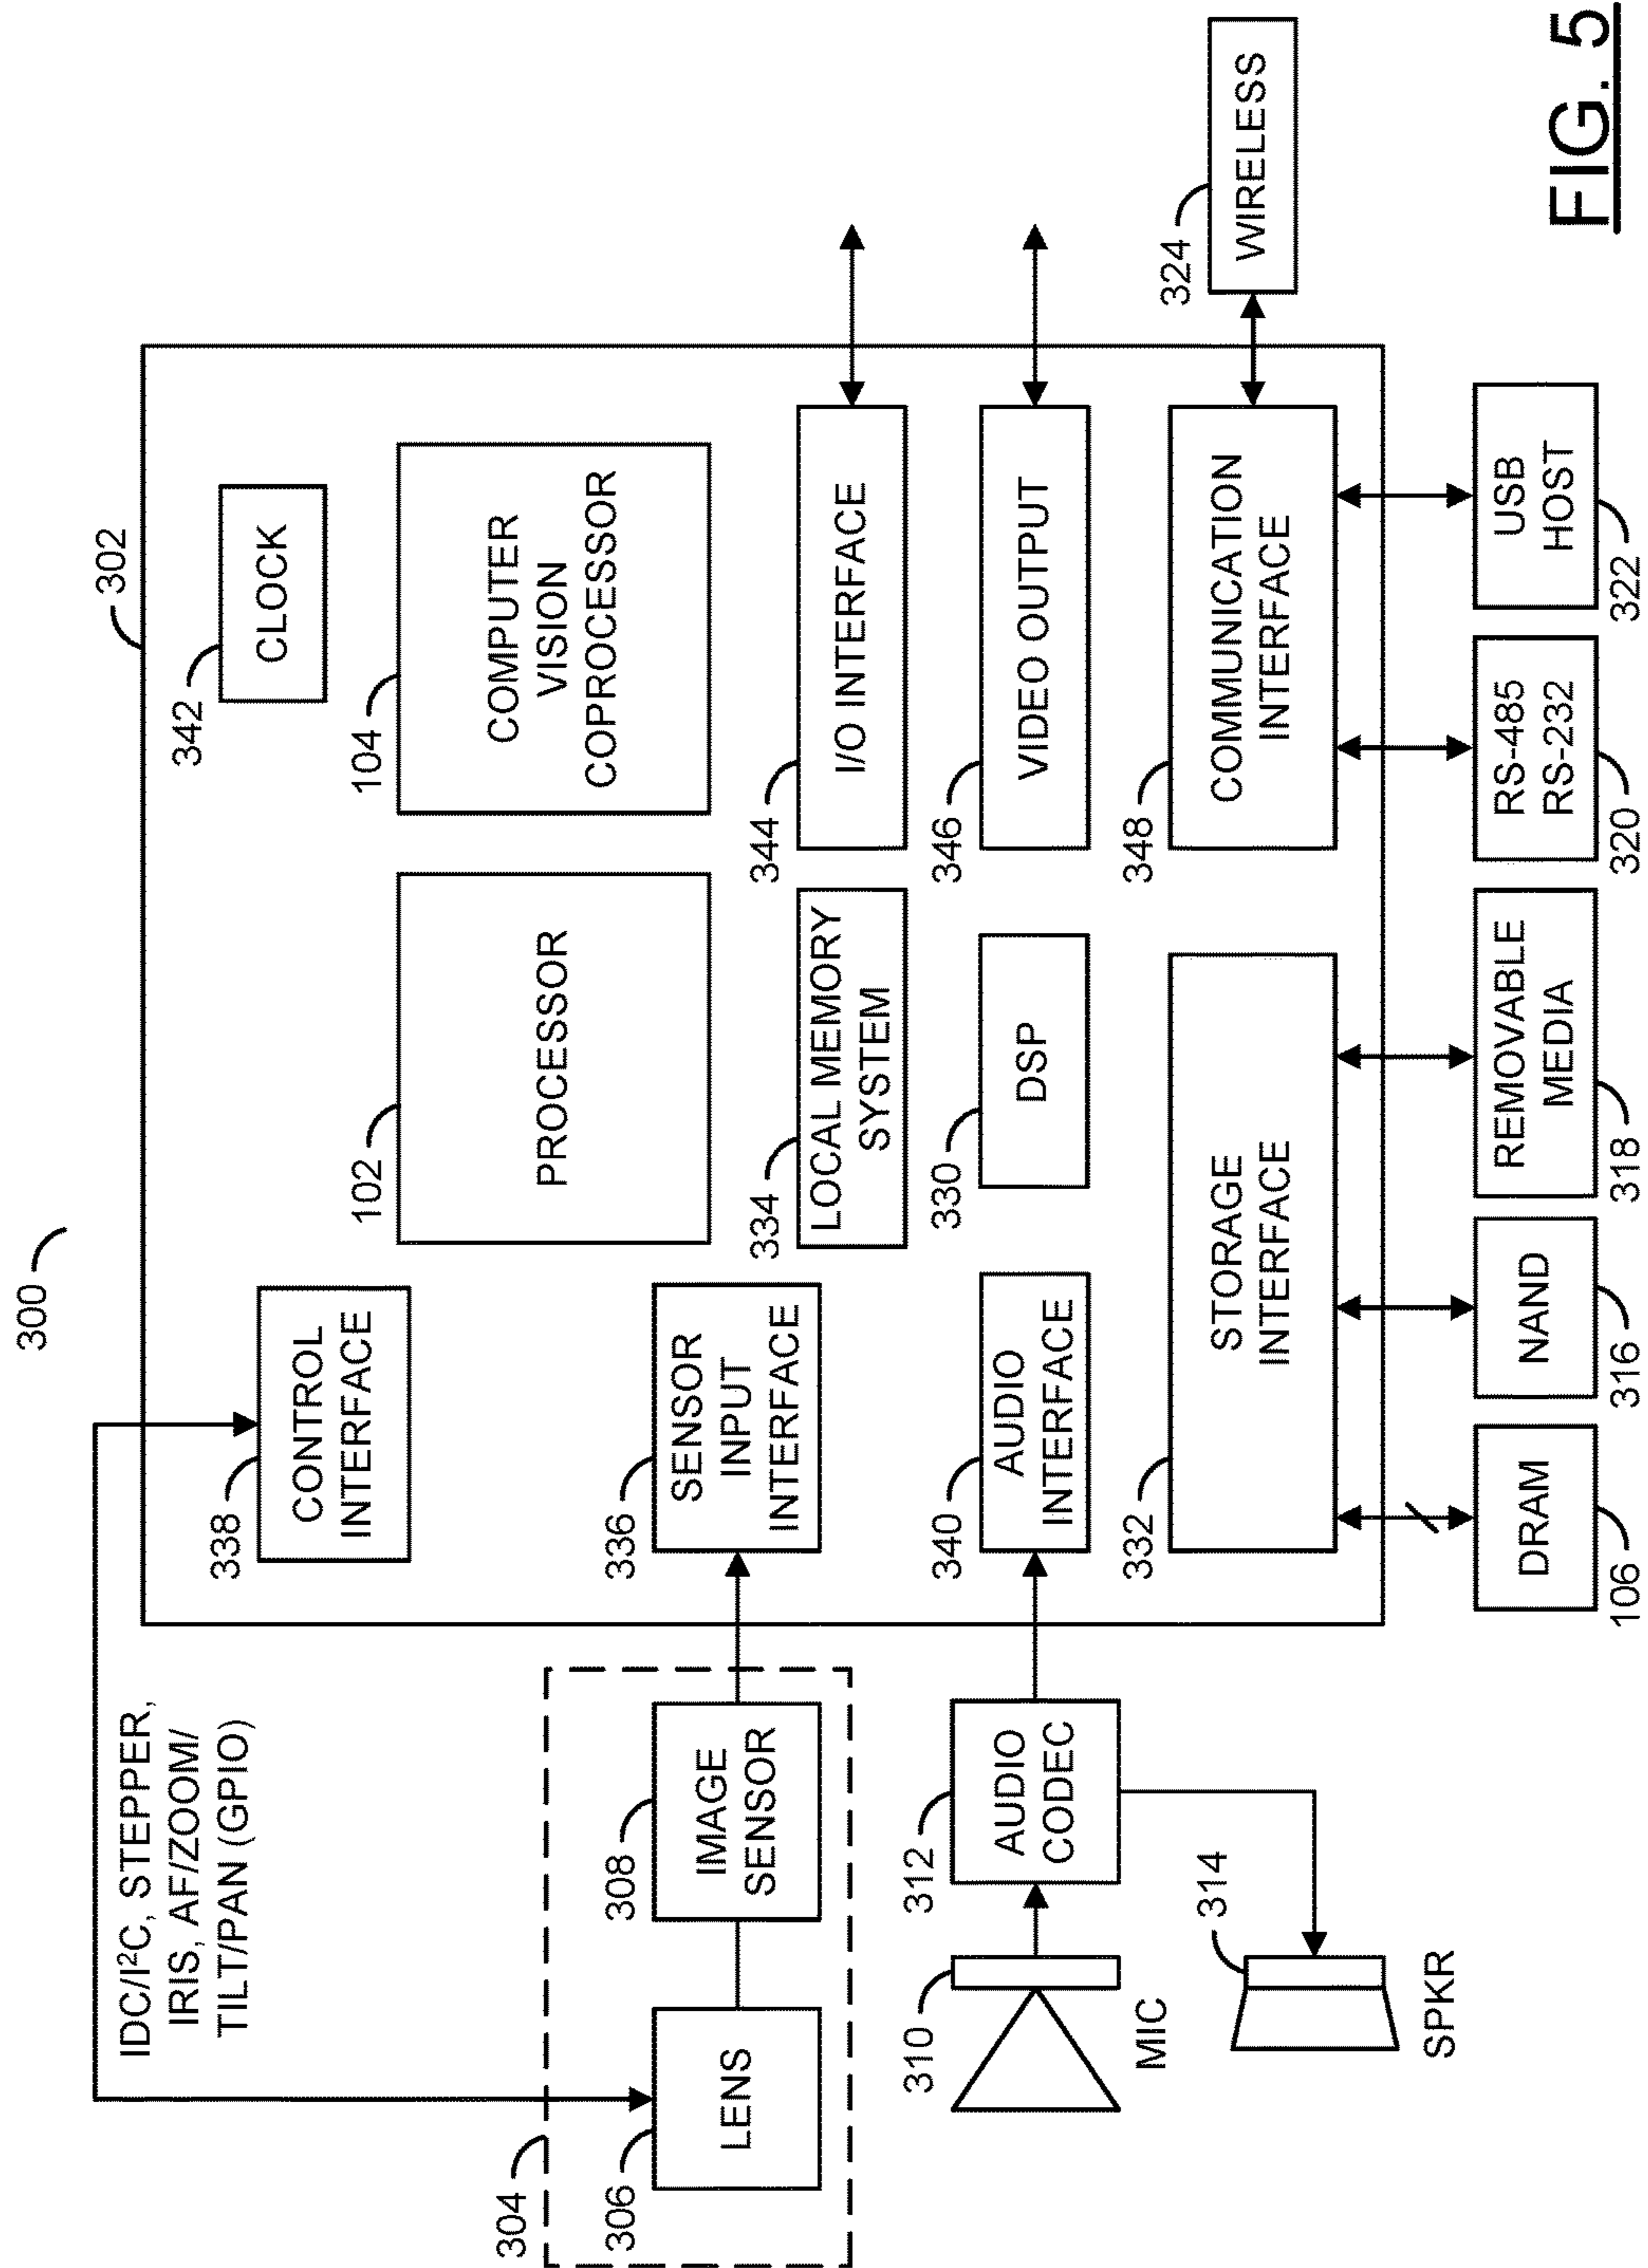 300
IDC/I²C, STEPPER,
IRIS, AF/ZOOM/
TILT/PAN (GPIO)
302
338
CONTROL
INTERFACE
342
CLOCK
102
PROCESSOR
104
COMPUTER
VISION
COPROCESSOR
304
306
LENS
308
IMAGE
SENSOR
336
SENSOR
INPUT
INTERFACE
334
LOCAL MEMORY
SYSTEM
344
I/O INTERFACE
310
MIC
312
AUDIO
CODEC
340
AUDIO
INTERFACE
330
DSP
346
VIDEO OUTPUT
314
SPKR
332
STORAGE
INTERFACE
348
COMMUNICATION
INTERFACE
324
WIRELESS
DRAM
106
NAND
316
REMOVABLE
MEDIA
318
RS-485
RS-232
320
USB
HOST
322
FIG. 5